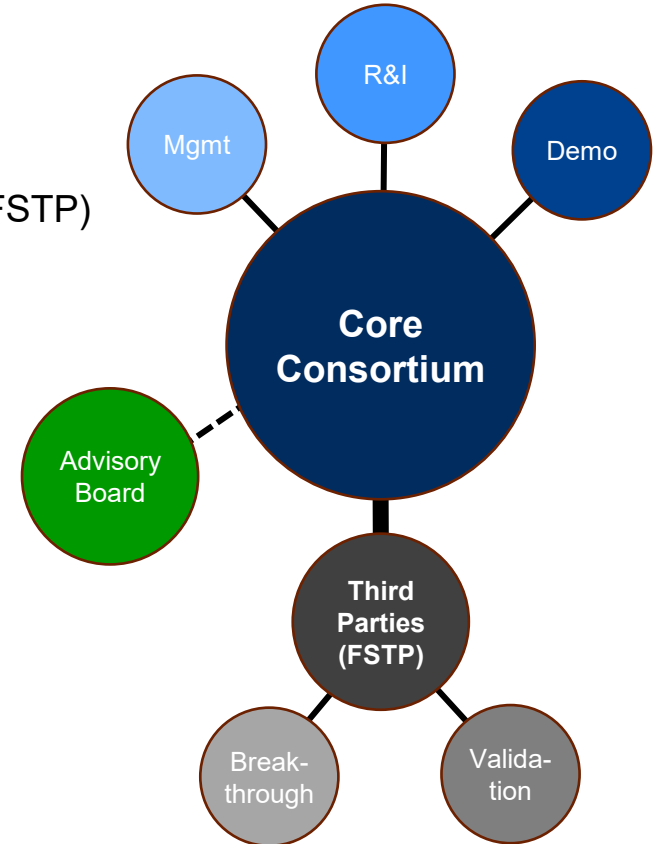 R&I
Mgmt
Demo
FSTP)
Core
Consortium
Advisory
Board
Third
Parties
(FSTP)
Break-
through
Valida-
tion